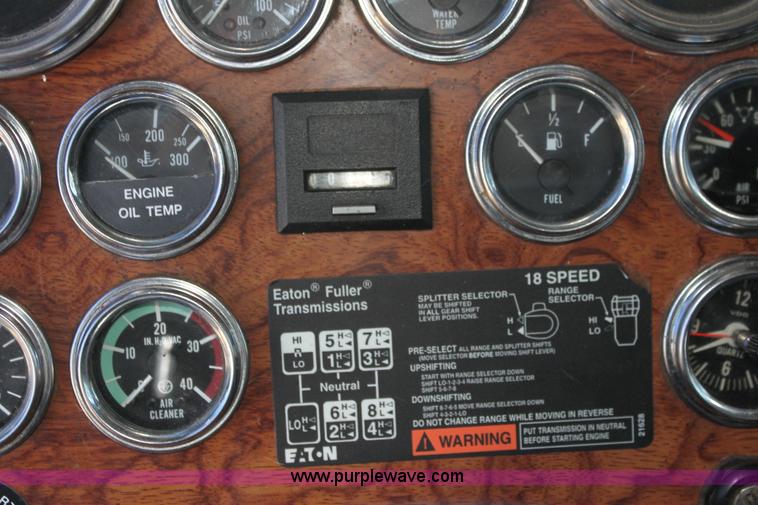 100
OIL
PSI
WATER
TEMP
100 150 200 250 300
ENGINE
OIL TEMP
E 1/2 F
FUEL
0 30 60 90
AIR
PSI
0 10 20 30 40
IN. H2O VAC
AIR
CLEANER
Eaton® Fuller®
Transmissions
18 SPEED
SPLITTER SELECTOR
MAY BE SHIFTED
IN ALL GEAR SHIFT
LEVER POSITIONS.
H
L
RANGE
SELECTOR
HI
LO
HI R LO
5 H L
1 H L
7 H L
3 H L
Neutral
LO H L
6 H L
2 H L
8 H L
4 H L
PRE-SELECT ALL RANGE AND SPLITTER SHIFTS
(MOVE SELECTOR BEFORE MOVING SHIFT LEVER)
UPSHIFTING
START WITH RANGE SELECTOR DOWN
SHIFT LO-1-2-3-4 RAISE RANGE SELECTOR
SHIFT 5-6-7-8
DOWNSHIFTING
SHIFT 8-7-6-5 MOVE RANGE SELECTOR DOWN
SHIFT 4-3-2-1-LO
DO NOT CHANGE RANGE WHILE MOVING IN REVERSE
WARNING
PUT TRANSMISSION IN NEUTRAL
BEFORE STARTING ENGINE
21628
EATON
12
VDO
9
QUARTZ
6
www.purplewave.com